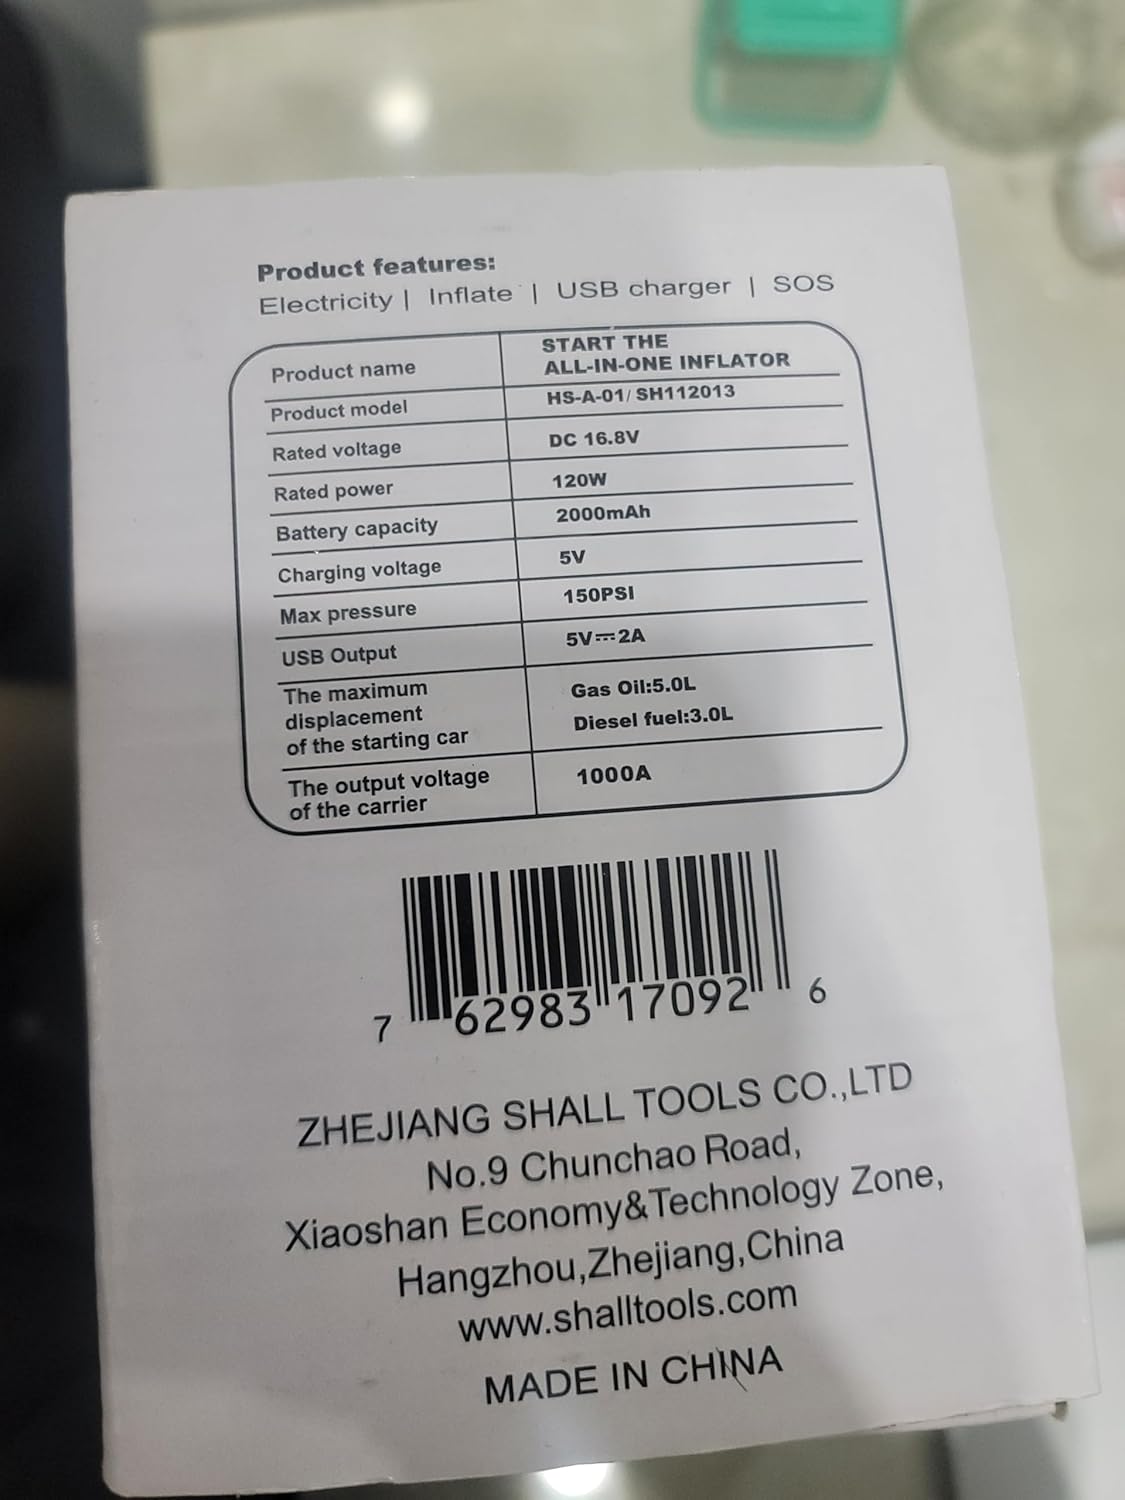 Product features:
Electricity | Inflate | USB charger | SOS
Product name START THE
ALL-IN-ONE INFLATOR
Product model HS-A-01/ SH112013
Rated voltage DC 16.8V
Rated power 120W
Battery capacity 2000mAh
Charging voltage 5V
Max pressure 150PSI
USB Output 5V⎓2A
The maximum
displacement
of the starting car
Gas Oil:5.0L
Diesel fuel:3.0L
The output voltage
of the carrier
1000A
7 62983 17092 6
ZHEJIANG SHALL TOOLS CO.,LTD
No.9 Chunchao Road,
Xiaoshan Economy&Technology Zone,
Hangzhou,Zhejiang,China
www.shalltools.com
MADE IN CHINA